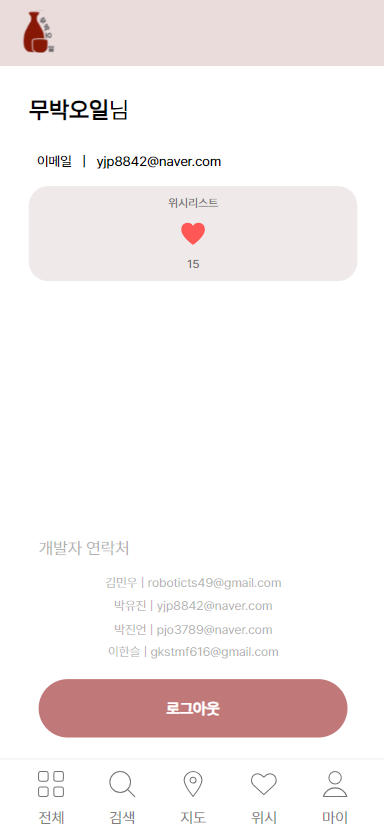 무박오일
무박오일님
이메일 | yjp8842@naver.com
위시리스트
15
개발자 연락처
김민우 | roboticts49@gmail.com
박유진 | yjp8842@naver.com
박진언 | pjo3789@naver.com
이한슬 | gkstmf616@gmail.com
로그아웃
전체 검색 지도 위시 마이